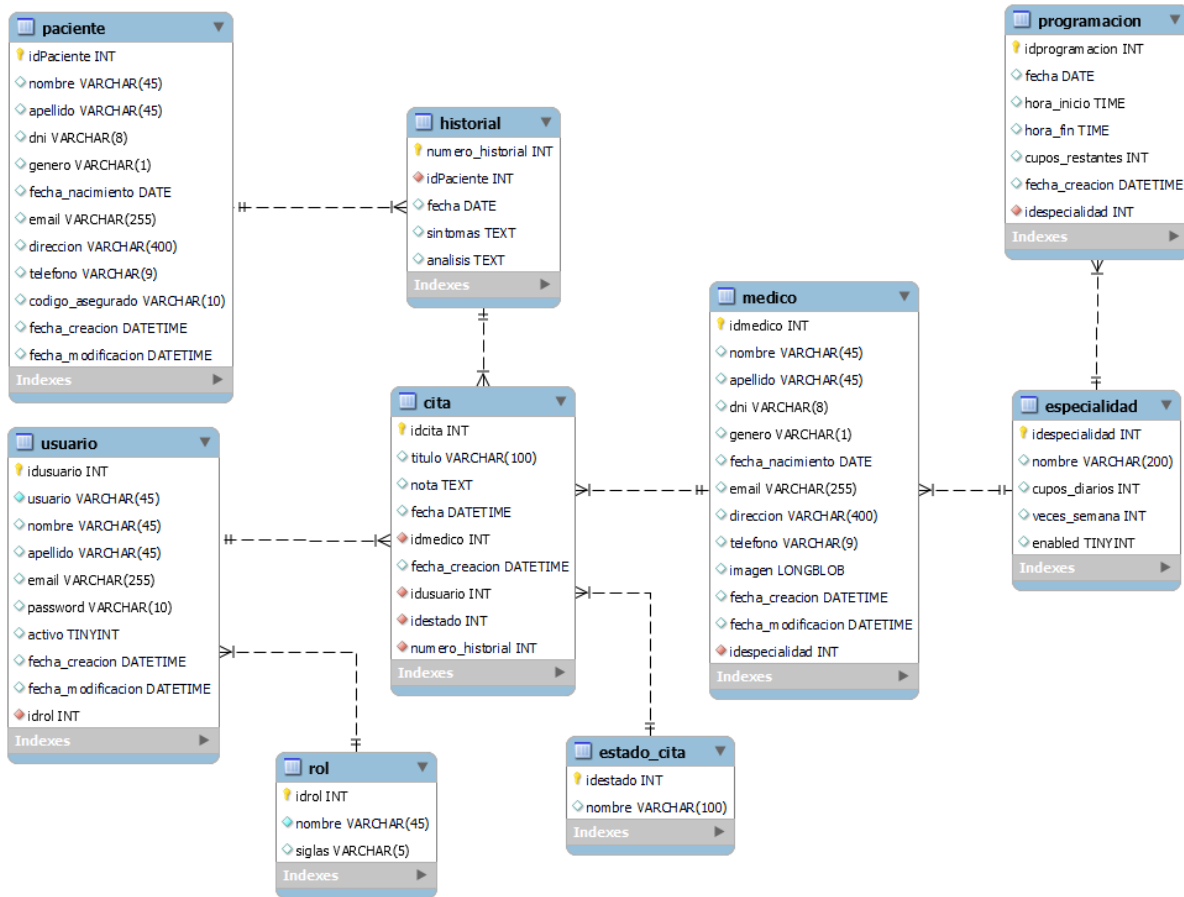 paciente
idPaciente INT
nombre VARCHAR(45)
apellido VARCHAR(45)
dni VARCHAR(8)
genero VARCHAR(1)
fecha_nacimiento DATE
email VARCHAR(255)
direccion VARCHAR(400)
telefono VARCHAR(9)
codigo_asegurado VARCHAR(10)
fecha_creacion DATETIME
fecha_modificacion DATETIME
Indexes
historial
numero_historial INT
idPaciente INT
fecha DATE
sintomas TEXT
analisis TEXT
Indexes
programacion
idprogramacion INT
fecha DATE
hora_inicio TIME
hora_fin TIME
cupos_restantes INT
fecha_creacion DATETIME
idespecialidad INT
Indexes
medico
idmedico INT
nombre VARCHAR(45)
apellido VARCHAR(45)
dni VARCHAR(8)
genero VARCHAR(1)
fecha_nacimiento DATE
email VARCHAR(255)
direccion VARCHAR(400)
telefono VARCHAR(9)
imagen LONGBLOB
fecha_creacion DATETIME
fecha_modificacion DATETIME
idespecialidad INT
Indexes
especialidad
idespecialidad INT
nombre VARCHAR(200)
cupos_diarios INT
veces_semana INT
enabled TINYINT
Indexes
cita
idcita INT
titulo VARCHAR(100)
nota TEXT
fecha DATETIME
idmedico INT
fecha_creacion DATETIME
idusuario INT
idestado INT
numero_historial INT
Indexes
usuario
idusuario INT
usuario VARCHAR(45)
nombre VARCHAR(45)
apellido VARCHAR(45)
email VARCHAR(255)
password VARCHAR(10)
activo TINYINT
fecha_creacion DATETIME
fecha_modificacion DATETIME
idrol INT
Indexes
rol
idrol INT
nombre VARCHAR(45)
siglas VARCHAR(5)
Indexes
estado_cita
idestado INT
nombre VARCHAR(100)
Indexes